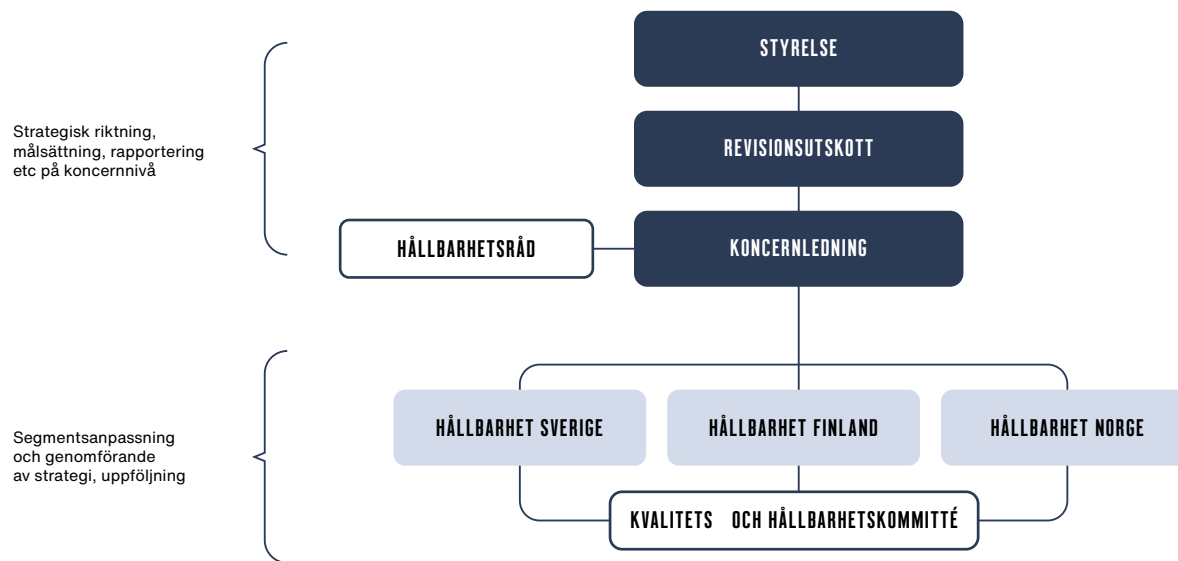 STYRELSE
Strategisk riktning,
målsättning, rapportering
etc på koncernnivå
REVISIONSUTSKOTT
HÅLLBARHETSRÅD
KONCERNLEDNING
Segmentsanpassning
och genomförande
av strategi, uppföljning
HÅLLBARHET SVERIGE
HÅLLBARHET FINLAND
HÅLLBARHET NORGE
KVALITETS OCH HÅLLBARHETSKOMMITTÉ